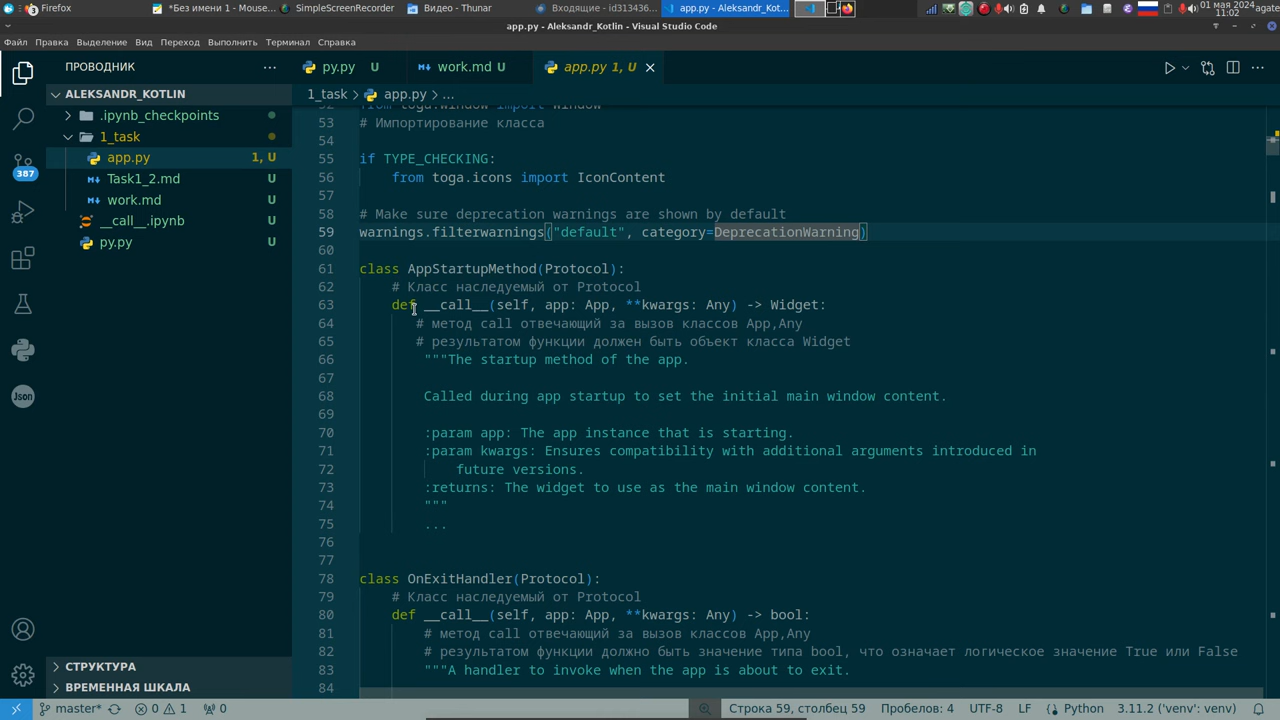 Firefox
*Без имени 1 - Mouse...
SimpleScreenRecorder
Видео - Thunar
Входящие - id313436...
app.py - Aleksandr_Kotl...
01 мая 2024
11:02
agate
app.py - Aleksandr_Kotlin - Visual Studio Code
Файл Правка Выделение Вид Переход Выполнить Терминал Справка
ПРОВОДНИК
py.py U
work.md U
app.py 1, U
ALEKSANDR_KOTLIN
.ipynb_checkpoints
1_task
app.py 1, U
Task1_2.md U
work.md U
__call__.ipynb U
py.py U
387
Json
СТРУКТУРА
ВРЕМЕННАЯ ШКАЛА
1_task > app.py > ...
52 from toga.window import Window
53 # Импортирование класса
54
55 if TYPE_CHECKING:
56 from toga.icons import IconContent
57
58 # Make sure deprecation warnings are shown by default
59 warnings.filterwarnings("default", category=DeprecationWarning)
60
61 class AppStartupMethod(Protocol):
62 # Класс наследуемый от Protocol
63 def __call__(self, app: App, **kwargs: Any) -> Widget:
64 # метод call отвечающий за вызов классов App,Any
65 # результатом функции должен быть объект класса Widget
66 """The startup method of the app.
67
68 Called during app startup to set the initial main window content.
69
70 :param app: The app instance that is starting.
71 :param kwargs: Ensures compatibility with additional arguments introduced in
72 future versions.
73 :returns: The widget to use as the main window content.
74 """
75 ...
76
77
78 class OnExitHandler(Protocol):
79 # Класс наследуемый от Protocol
80 def __call__(self, app: App, **kwargs: Any) -> bool:
81 # метод call отвечающий за вызов классов App,Any
82 # результатом функции должно быть значение типа bool, что означает логическое значение True или False
83 """A handler to invoke when the app is about to exit.
84
master* 0 1 0
Строка 59, столбец 59 Пробелов: 4 UTF-8 LF Python 3.11.2 ('venv': venv)